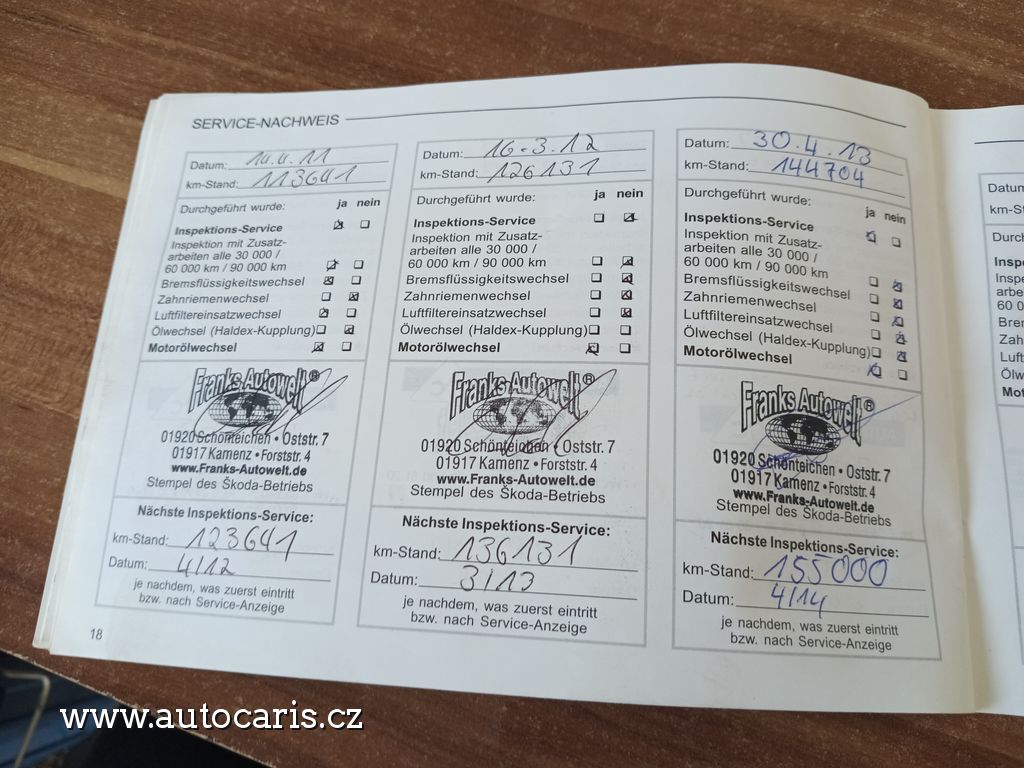 SERVICE-NACHWEIS
Datum: 14.4.11
km-Stand: 113641
Durchgeführt wurde: ja nein
Inspektions-Service
Inspektion mit Zusatz-
arbeiten alle 30 000 /
60 000 km / 90 000 km
Bremsflüssigkeitswechsel
Zahnriemenwechsel
Luftfiltereinsatzwechsel
Ölwechsel (Haldex-Kupplung)
Motorölwechsel
Franks Autowelt®
01920 Schönteichen • Oststr. 7
01917 Kamenz • Forststr. 4
www.Franks-Autowelt.de
Stempel des Škoda-Betriebs
Nächste Inspektions-Service:
km-Stand: 123641
Datum: 4/12
je nachdem, was zuerst eintritt
bzw. nach Service-Anzeige
Datum: 16.3.12
km-Stand: 126131
Durchgeführt wurde: ja nein
Inspektions-Service
Inspektion mit Zusatz-
arbeiten alle 30 000 /
60 000 km / 90 000 km
Bremsflüssigkeitswechsel
Zahnriemenwechsel
Luftfiltereinsatzwechsel
Ölwechsel (Haldex-Kupplung)
Motorölwechsel
Franks Autowelt®
01920 Schönteichen • Oststr. 7
01917 Kamenz • Forststr. 4
www.Franks-Autowelt.de
Stempel des Škoda-Betriebs
Nächste Inspektions-Service:
km-Stand: 136131
Datum: 3/13
je nachdem, was zuerst eintritt
bzw. nach Service-Anzeige
Datum: 30.4.13
km-Stand: 144704
Durchgeführt wurde: ja nein
Inspektions-Service
Inspektion mit Zusatz-
arbeiten alle 30 000 /
60 000 km / 90 000 km
Bremsflüssigkeitswechsel
Zahnriemenwechsel
Luftfiltereinsatzwechsel
Ölwechsel (Haldex-Kupplung)
Motorölwechsel
Franks Autowelt®
01920 Schönteichen • Oststr. 7
01917 Kamenz • Forststr. 4
www.Franks-Autowelt.de
Stempel des Škoda-Betriebs
Nächste Inspektions-Service:
km-Stand: 155000
Datum: 4/14
je nachdem, was zuerst eintritt
bzw. nach Service-Anzeige
18
www.autocaris.cz